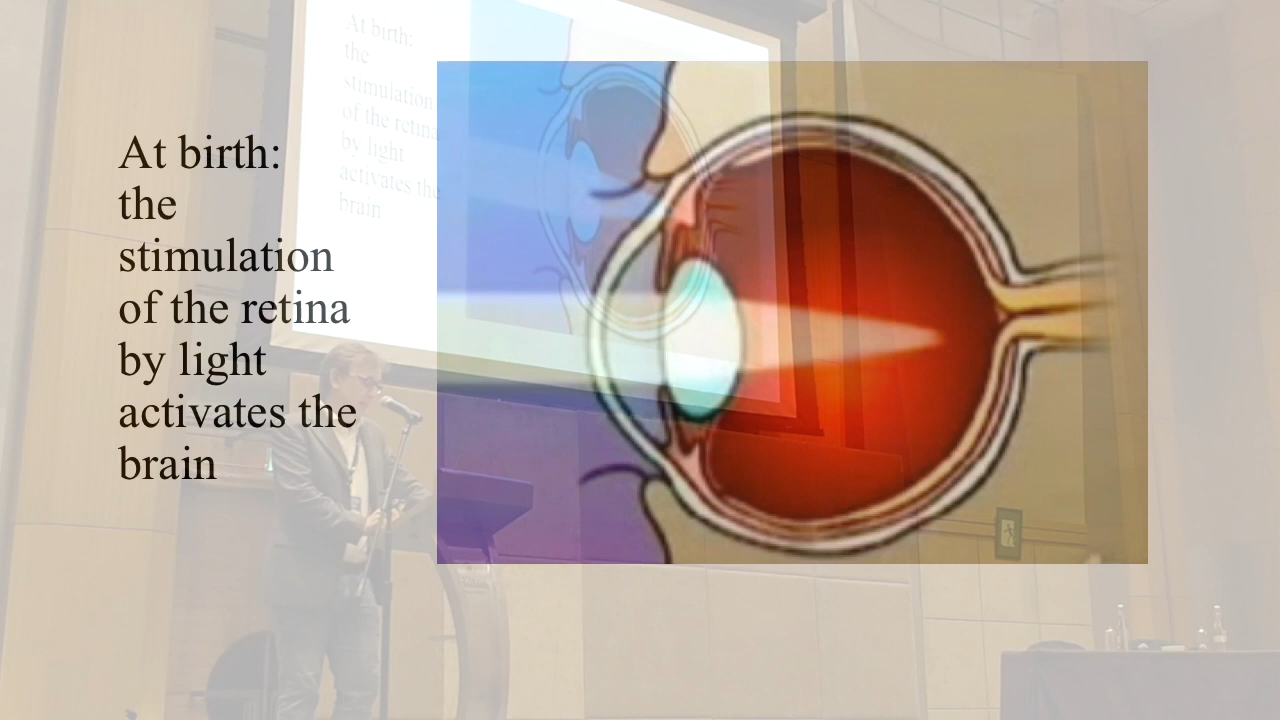 At birth:
the
stimulation
of the retina
by light
activates the
brain
At birth:
the
stimulation
of the retina
by light
activates the
brain